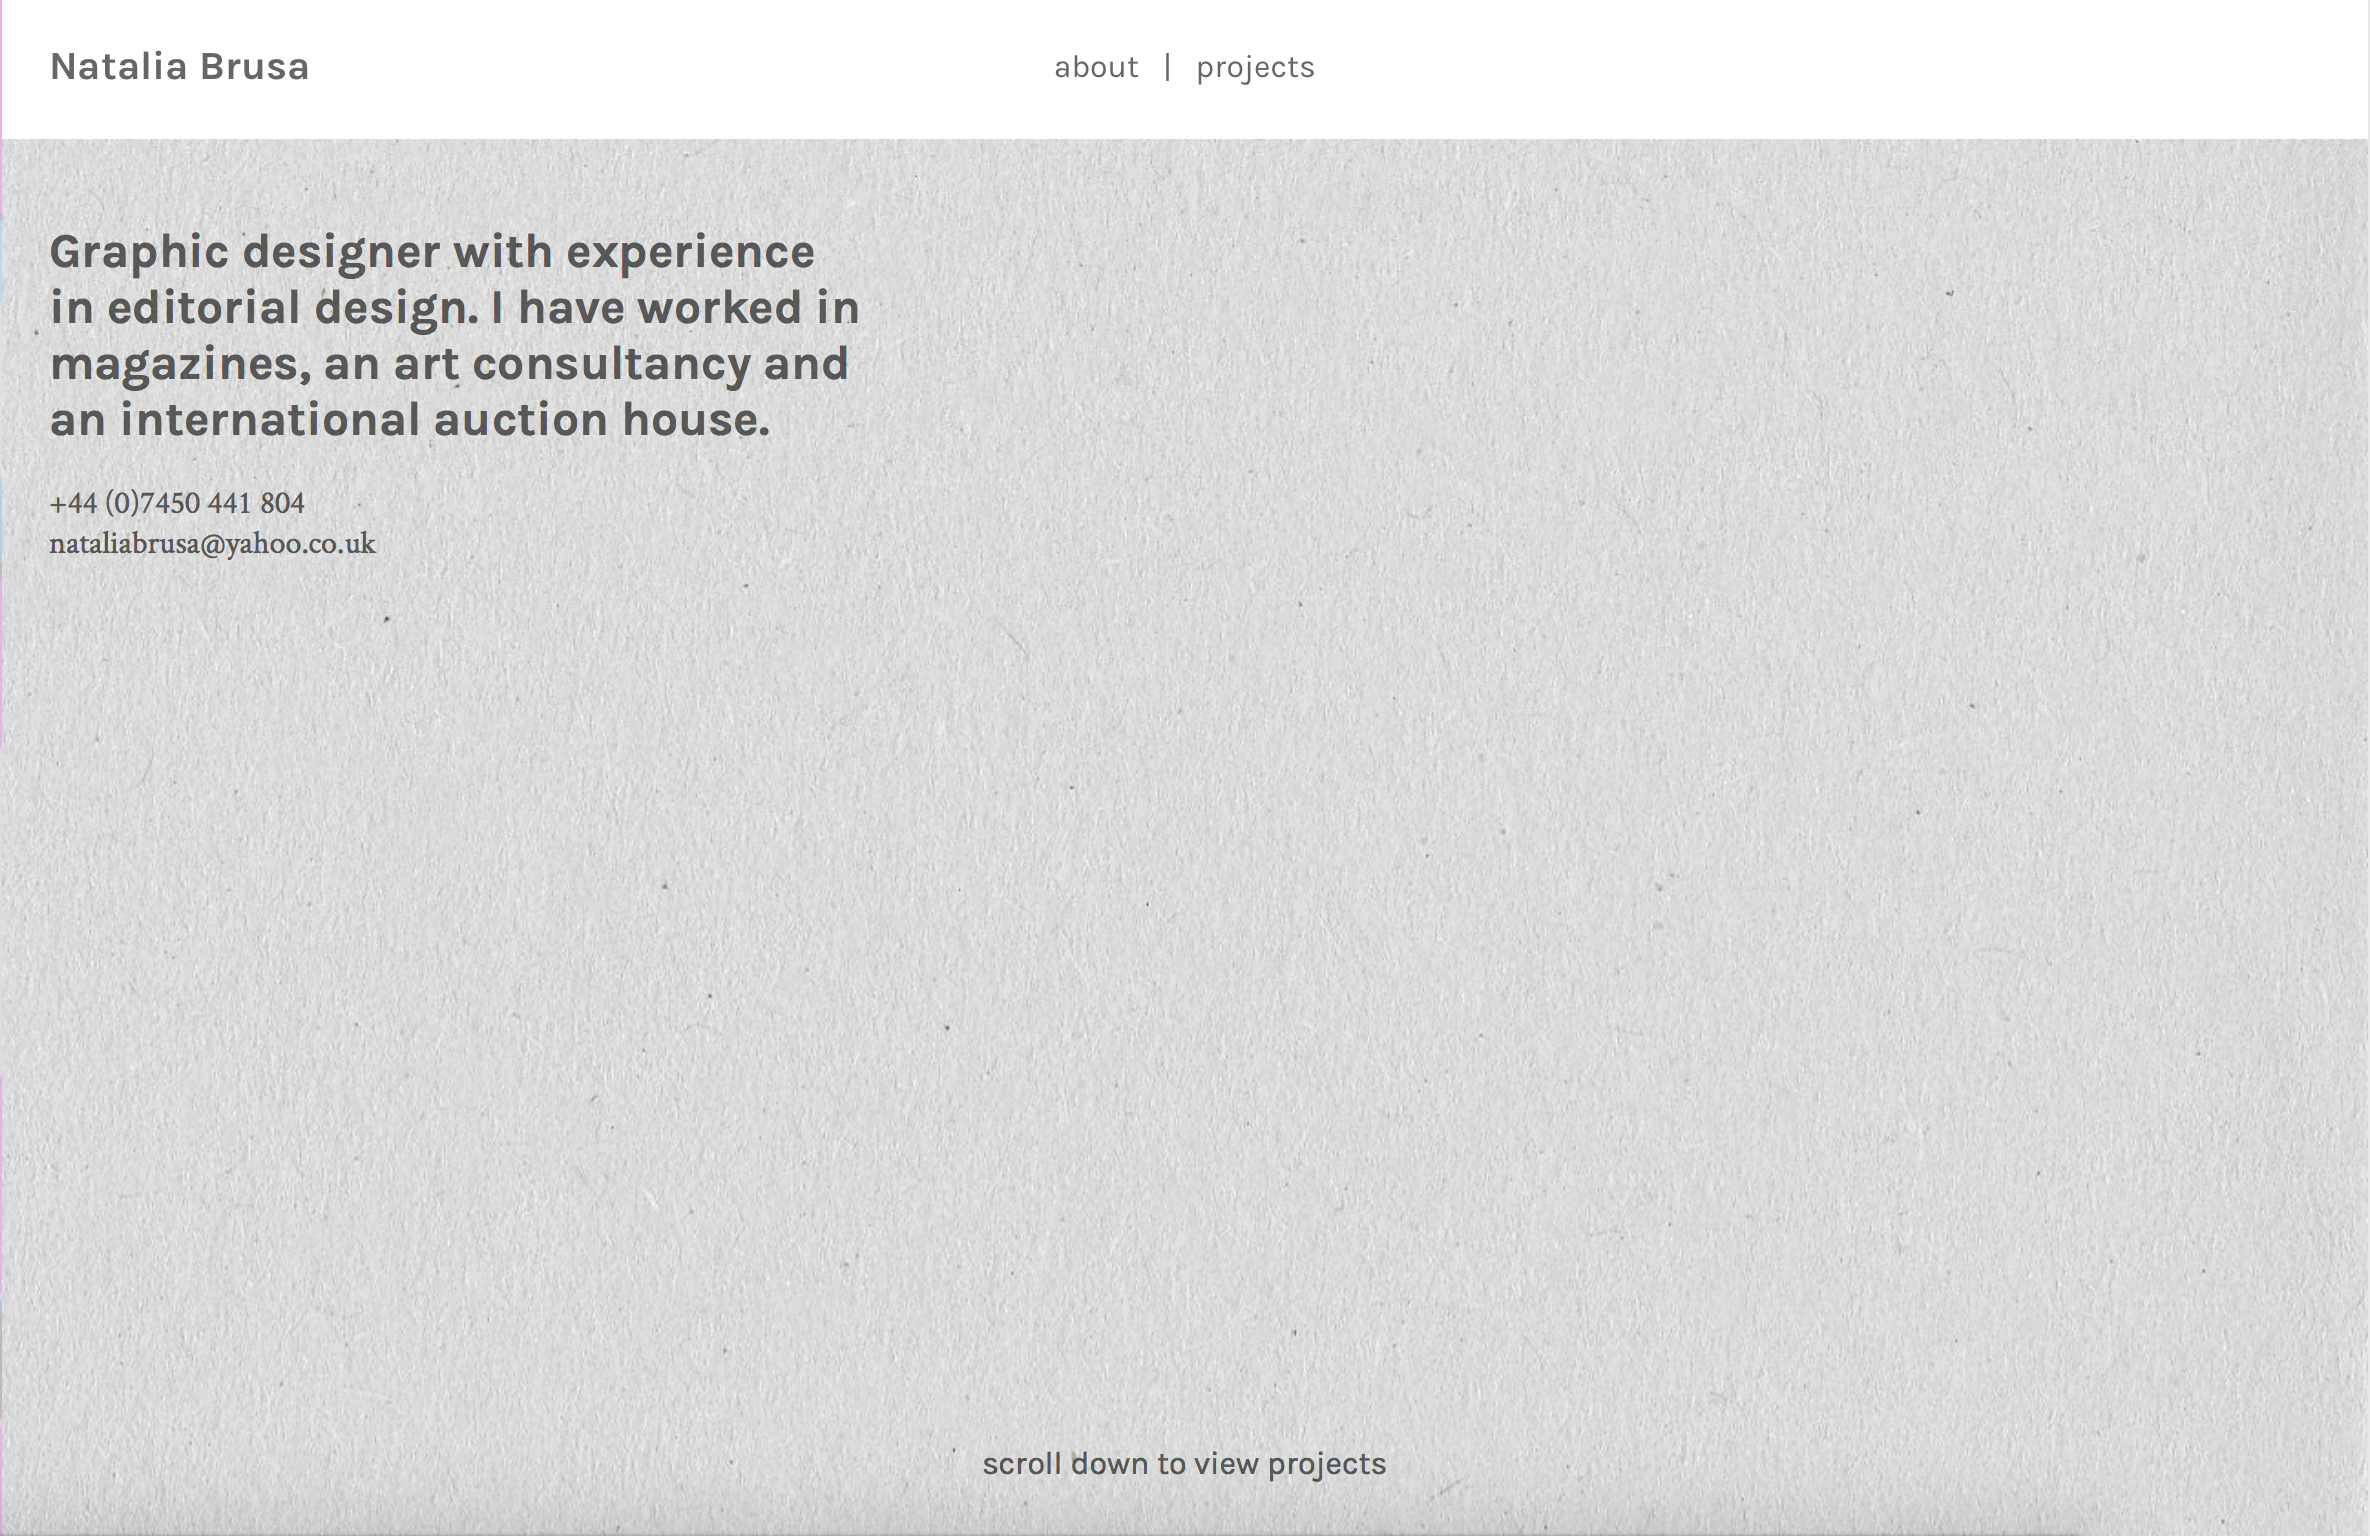 Natalia Brusa
about | projects
Graphic designer with experience
in editorial design. I have worked in
magazines, an art consultancy and
an international auction house.
+44 (0)7450 441 804
nataliabrusa@yahoo.co.uk
scroll down to view projects